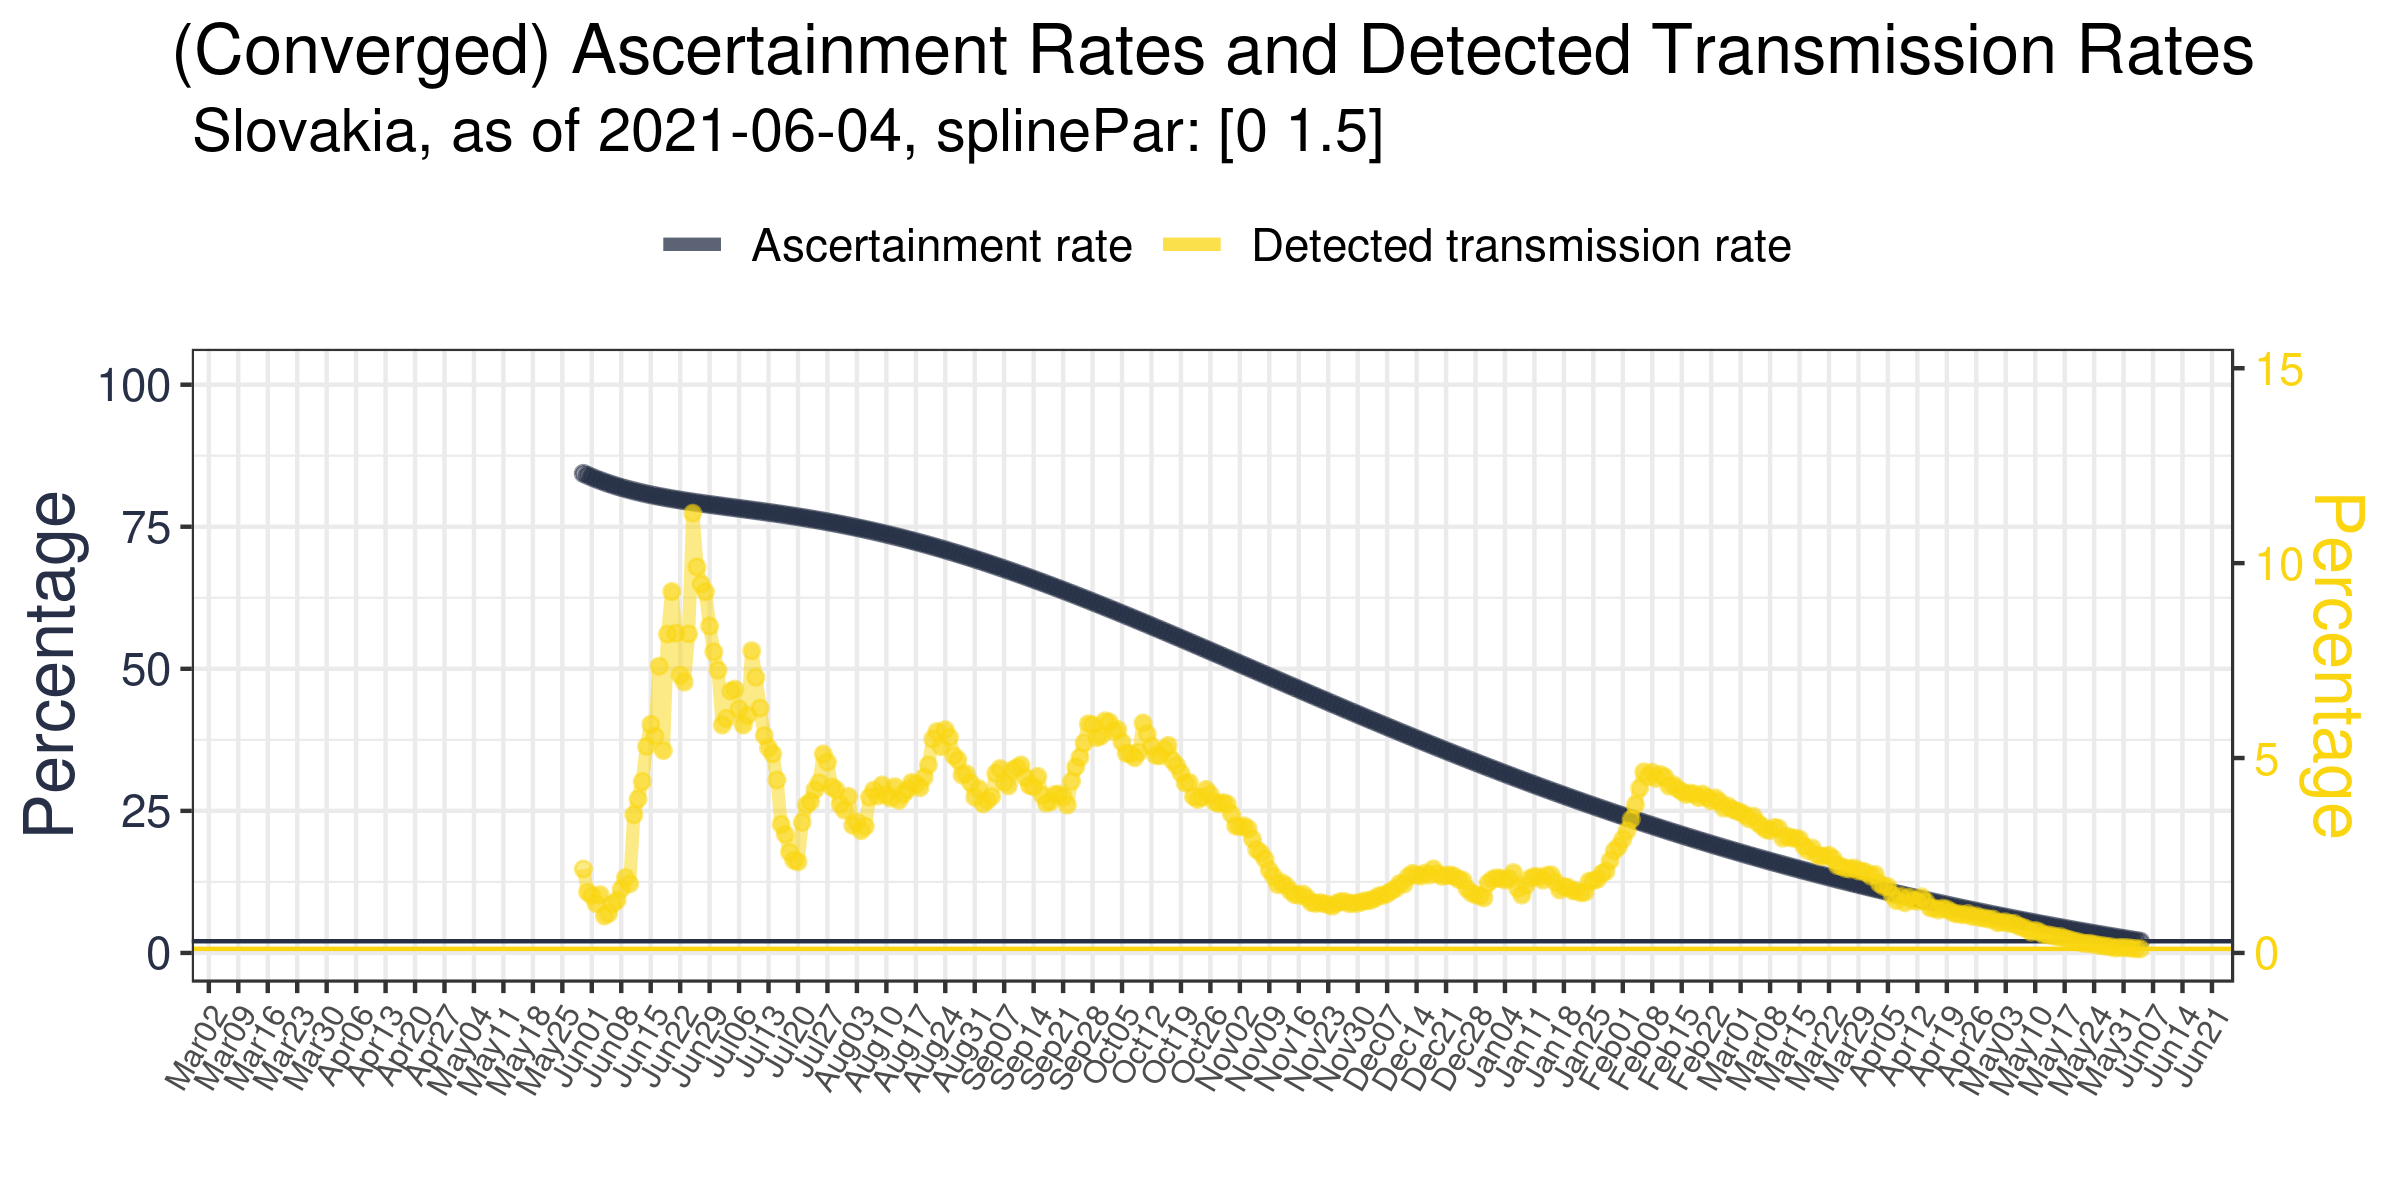 (Converged) Ascertainment Rates and Detected Transmission Rates
Slovakia, as of 2021-06-04, splinePar: [0 1.5]
Ascertainment rate
Detected transmission rate
Percentage
100
75
50
25
0
15
10
5
0
Percentage
Mar02
Mar09
Mar16
Mar23
Mar30
Apr06
Apr13
Apr20
Apr27
May04
May11
May18
May25
Jun01
Jun08
Jun15
Jun22
Jun29
Jul06
Jul13
Jul20
Jul27
Aug03
Aug10
Aug17
Aug24
Aug31
Sep07
Sep14
Sep21
Sep28
Oct05
Oct12
Oct19
Oct26
Nov02
Nov09
Nov16
Nov23
Nov30
Dec07
Dec14
Dec21
Dec28
Jan04
Jan11
Jan18
Jan25
Feb01
Feb08
Feb15
Feb22
Mar01
Mar08
Mar15
Mar22
Mar29
Apr05
Apr12
Apr19
Apr26
May03
May10
May17
May24
May31
Jun07
Jun14
Jun21